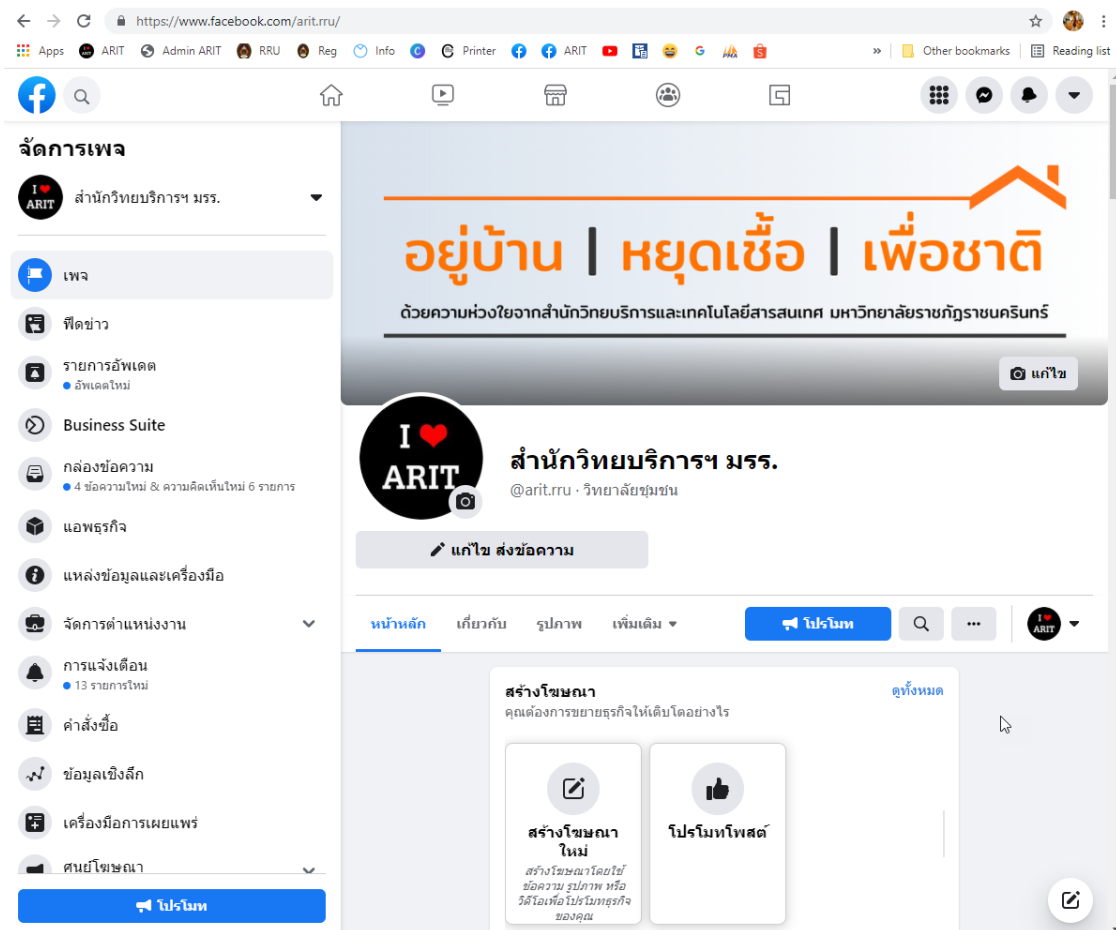 https://www.facebook.com/arit.rru/
Apps ARIT Admin ARIT RRU Reg Info Printer ARIT » Other bookmarks Reading list
จัดการเพจ
I ARIT
สำนักวิทยบริการฯ มรร.
เพจ
ฟีดข่าว
รายการอัพเดต
อัพเดตใหม่
Business Suite
กล่องข้อความ
4 ข้อความใหม่ & ความคิดเห็นใหม่ 6 รายการ
แอพธุรกิจ
แหล่งข้อมูลและเครื่องมือ
จัดการตำแหน่งงาน
การแจ้งเตือน
13 รายการใหม่
คำสั่งซื้อ
ข้อมูลเชิงลึก
เครื่องมือการเผยแพร่
ศูนย์โฆษณา
โปรโมท
อยู่บ้าน | หยุดเชื้อ | เพื่อชาติ
ด้วยความห่วงใยจากสำนักวิทยบริการและเทคโนโลยีสารสนเทศ มหาวิทยาลัยราชภัฏราชนครินทร์
แก้ไข
I
ARIT
สำนักวิทยบริการฯ มรร.
@arit.rru · วิทยาลัยชุมชน
แก้ไข ส่งข้อความ
หน้าหลัก เกี่ยวกับ รูปภาพ เพิ่มเติม โปรโมท ... I ARIT
สร้างโฆษณา ดูทั้งหมด
คุณต้องการขยายธุรกิจให้เติบโตอย่างไร
สร้างโฆษณา
ใหม่
สร้างโฆษณาโดยใช้
ข้อความ รูปภาพ หรือ
วิดีโอเพื่อโปรโมทธุรกิจ
ของคุณ
โปรโมทโพสต์